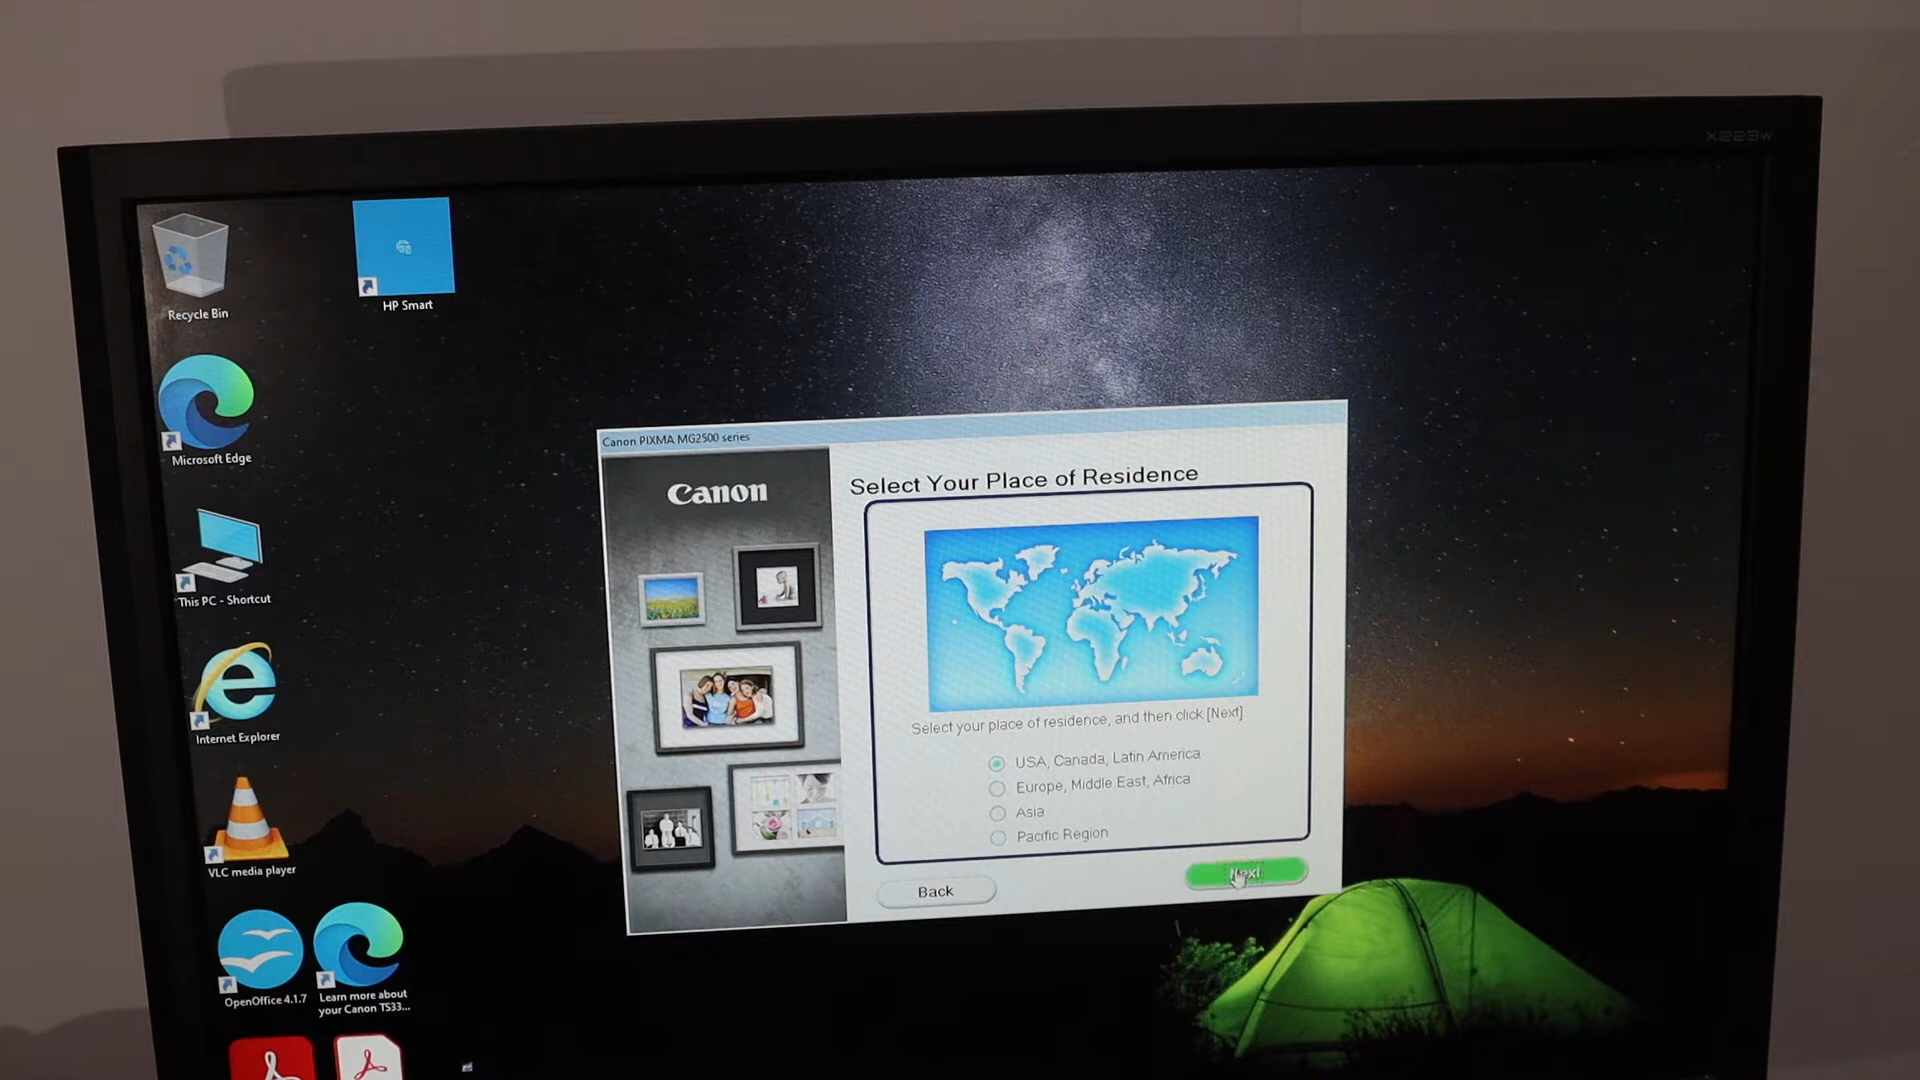 X223w
Recycle Bin
HP Smart
Microsoft Edge
This PC - Shortcut
Internet Explorer
VLC media player
OpenOffice 4.1.7
Learn more about
your Canon TS33...
Canon PIXMA MG2500 series
Canon
Select Your Place of Residence
Select your place of residence, and then click [Next]
USA, Canada, Latin America
Europe, Middle East, Africa
Asia
Pacific Region
Back
Next